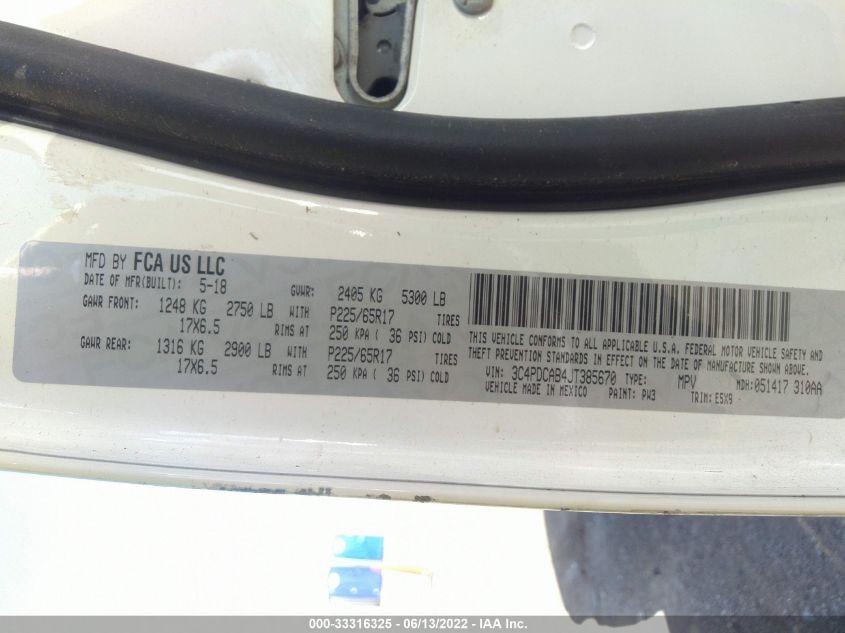 MFD BY FCA US LLC
DATE OF MFR(BUILT): 5-18 GVWR: 2405 KG 5300 LB
GAWR FRONT: 1248 KG 2750 LB WITH P225/65R17 TIRES
17X6.5 RIMS AT 250 KPA ( 36 PSI) COLD
GAWR REAR: 1316 KG 2900 LB WITH P225/65R17 TIRES
17X6.5 RIMS AT 250 KPA ( 36 PSI) COLD
THIS VEHICLE CONFORMS TO ALL APPLICABLE U.S.A. FEDERAL MOTOR VEHICLE SAFETY AND
THEFT PREVENTION STANDARDS IN EFFECT ON THE DATE OF MANUFACTURE SHOWN ABOVE.
VIN: 3C4PDCAB4JT385670 TYPE: MPV MDH:051417 310AA
VEHICLE MADE IN MEXICO PAINT: PW3 TRIM: E5X9
000-33316325 - 06/13/2022 - IAA Inc.